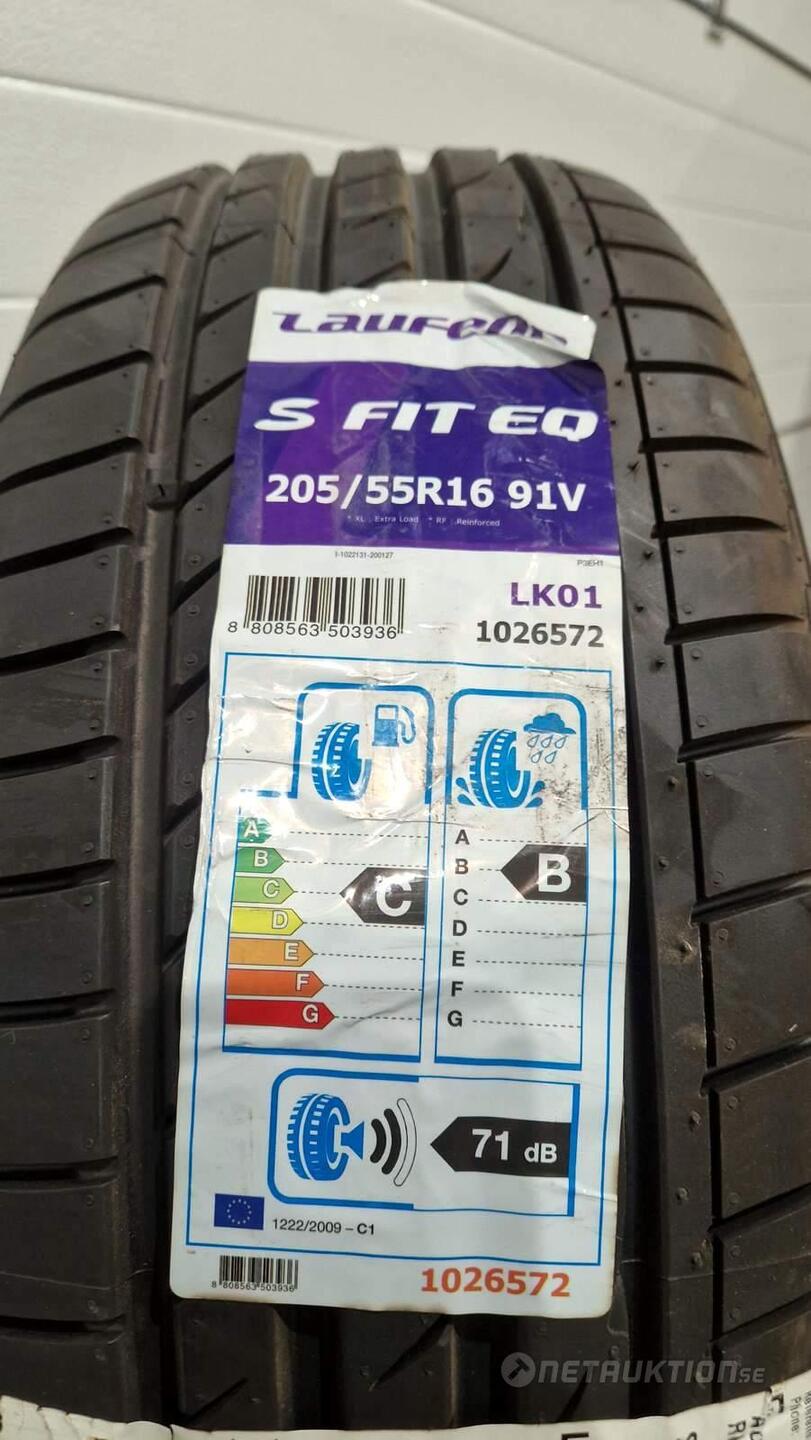 Laufenn
S FIT EQ
205/55R16 91V
* XL : Extra Load * RF : Reinforced
I-1022131-200127
P3EH1
LK01
8 808563 503936
1026572
A
B
C
D
E
F
G
C
A
B
C
D
E
F
G
B
71 dB
1222/2009 – C1
8 808563 503936
1026572
NETAUKTION.SE